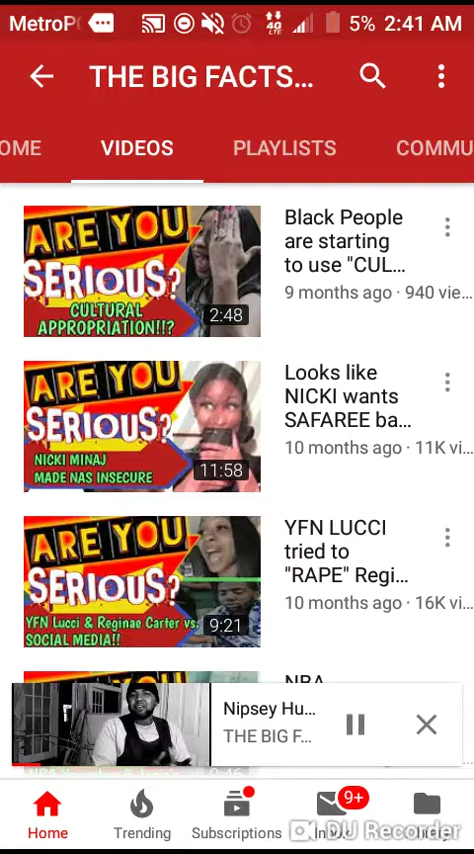 MetroP
4G LTE
5% 2:41 AM
THE BIG FACTS...
OME
VIDEOS
PLAYLISTS
COMMU
ARE YOU
SERIOUS?
CULTURAL
APPROPRIATION!!?
2:48
Black People
are starting
to use "CUL...
9 months ago · 940 vie...
ARE YOU
SERIOUS?
NICKI MINAJ
MADE NAS INSECURE
11:58
Looks like
NICKI wants
SAFAREE ba...
10 months ago · 11K vi...
ARE YOU
SERIOUS?
YFN Lucci & Reginae Carter vs.
SOCIAL MEDIA!!
9:21
YFN LUCCI
tried to
"RAPE" Regi...
10 months ago · 16K vi...
NBA
Nipsey Hu...
THE BIG F...
Home
Trending
Subscriptions
9+
DU Recorder